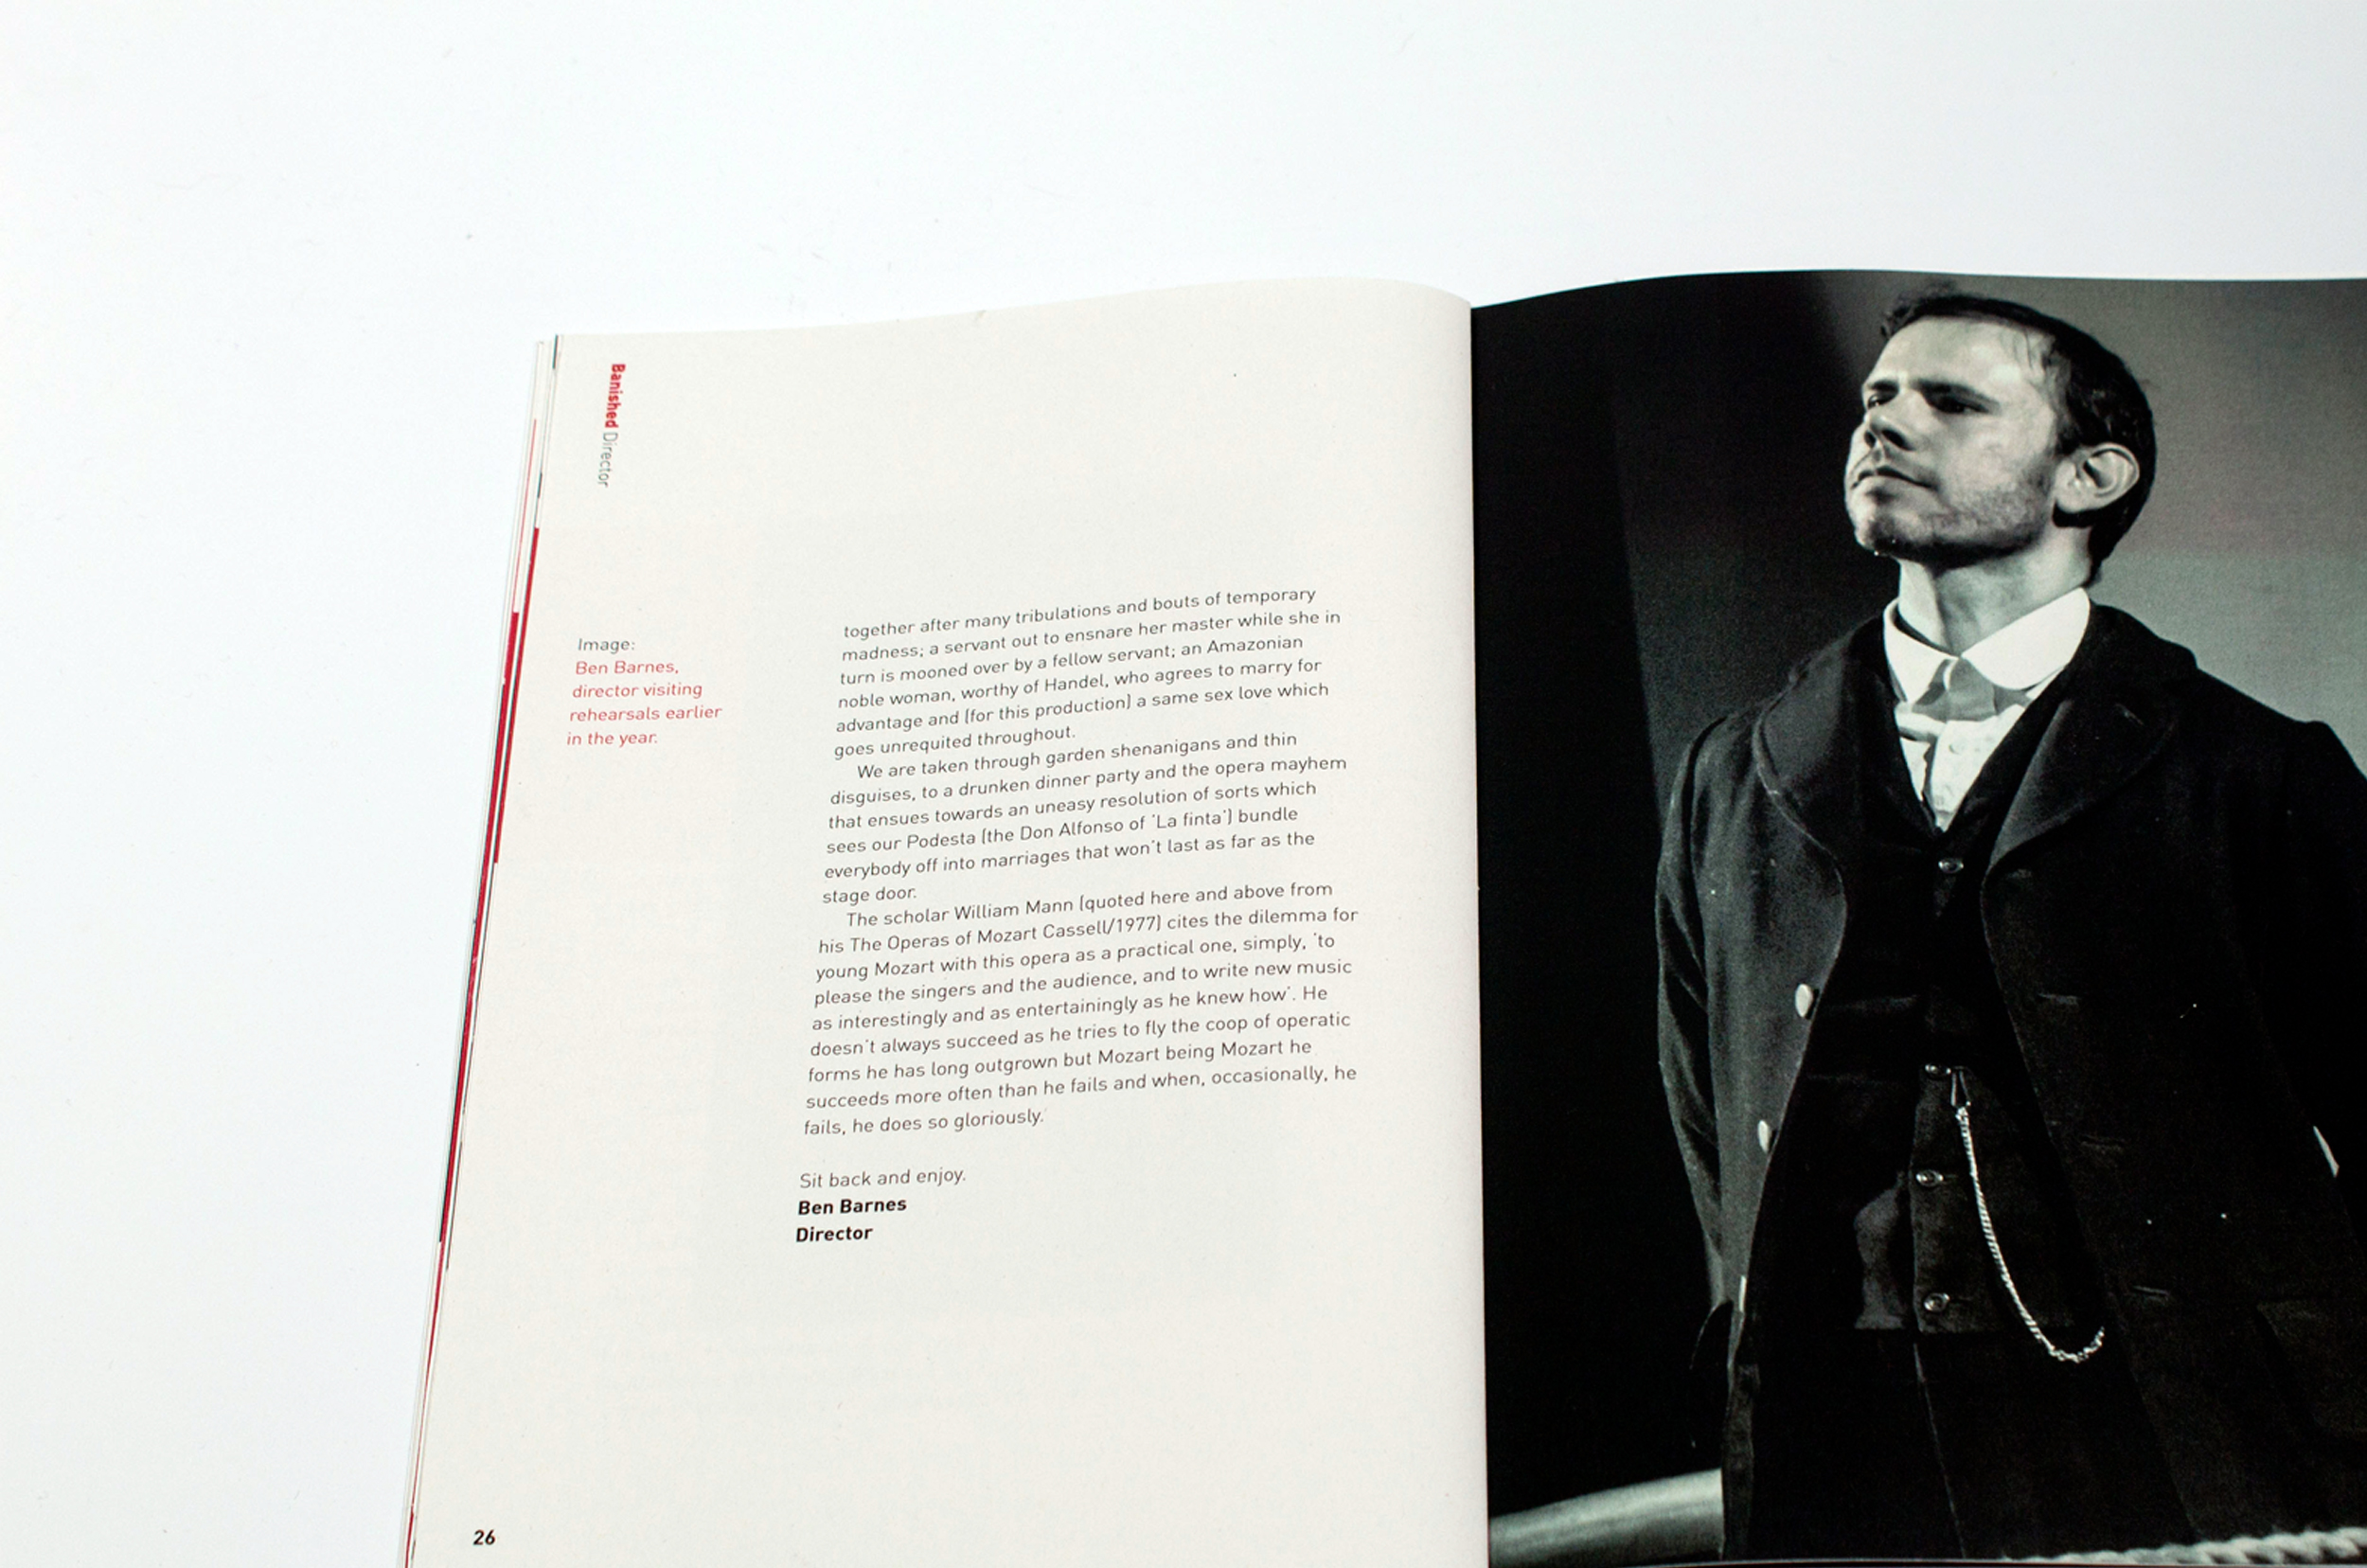 Banished Director
Image:
Ben Barnes,
director visiting
rehearsals earlier
in the year.
together after many tribulations and bouts of temporary
madness; a servant out to ensnare her master while she in
turn is mooned over by a fellow servant; an Amazonian
noble woman, worthy of Handel, who agrees to marry for
advantage and (for this production) a same sex love which
goes unrequited throughout.
We are taken through garden shenanigans and thin
disguises, to a drunken dinner party and the opera mayhem
that ensues towards an uneasy resolution of sorts which
sees our Podesta (the Don Alfonso of 'La finta') bundle
everybody off into marriages that won't last as far as the
stage door.
The scholar William Mann (quoted here and above from
his The Operas of Mozart Cassell/1977) cites the dilemma for
young Mozart with this opera as a practical one, simply, 'to
please the singers and the audience, and to write new music
as interestingly and as entertainingly as he knew how'. He
doesn't always succeed as he tries to fly the coop of operatic
forms he has long outgrown but Mozart being Mozart he
succeeds more often than he fails and when, occasionally, he
fails, he does so gloriously.
Sit back and enjoy.
Ben Barnes
Director
26